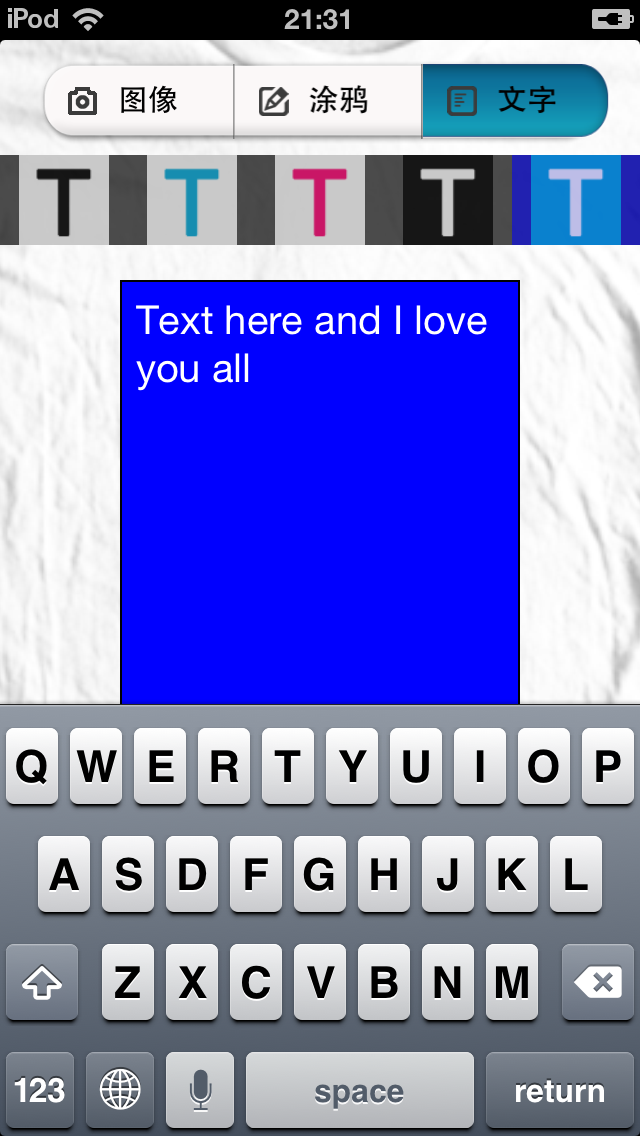 iPod 21:31
图像 涂鸦 文字
T T T T T
Text here and I love
you all
Q W E R T Y U I O P
A S D F G H J K L
Z X C V B N M
123 space return